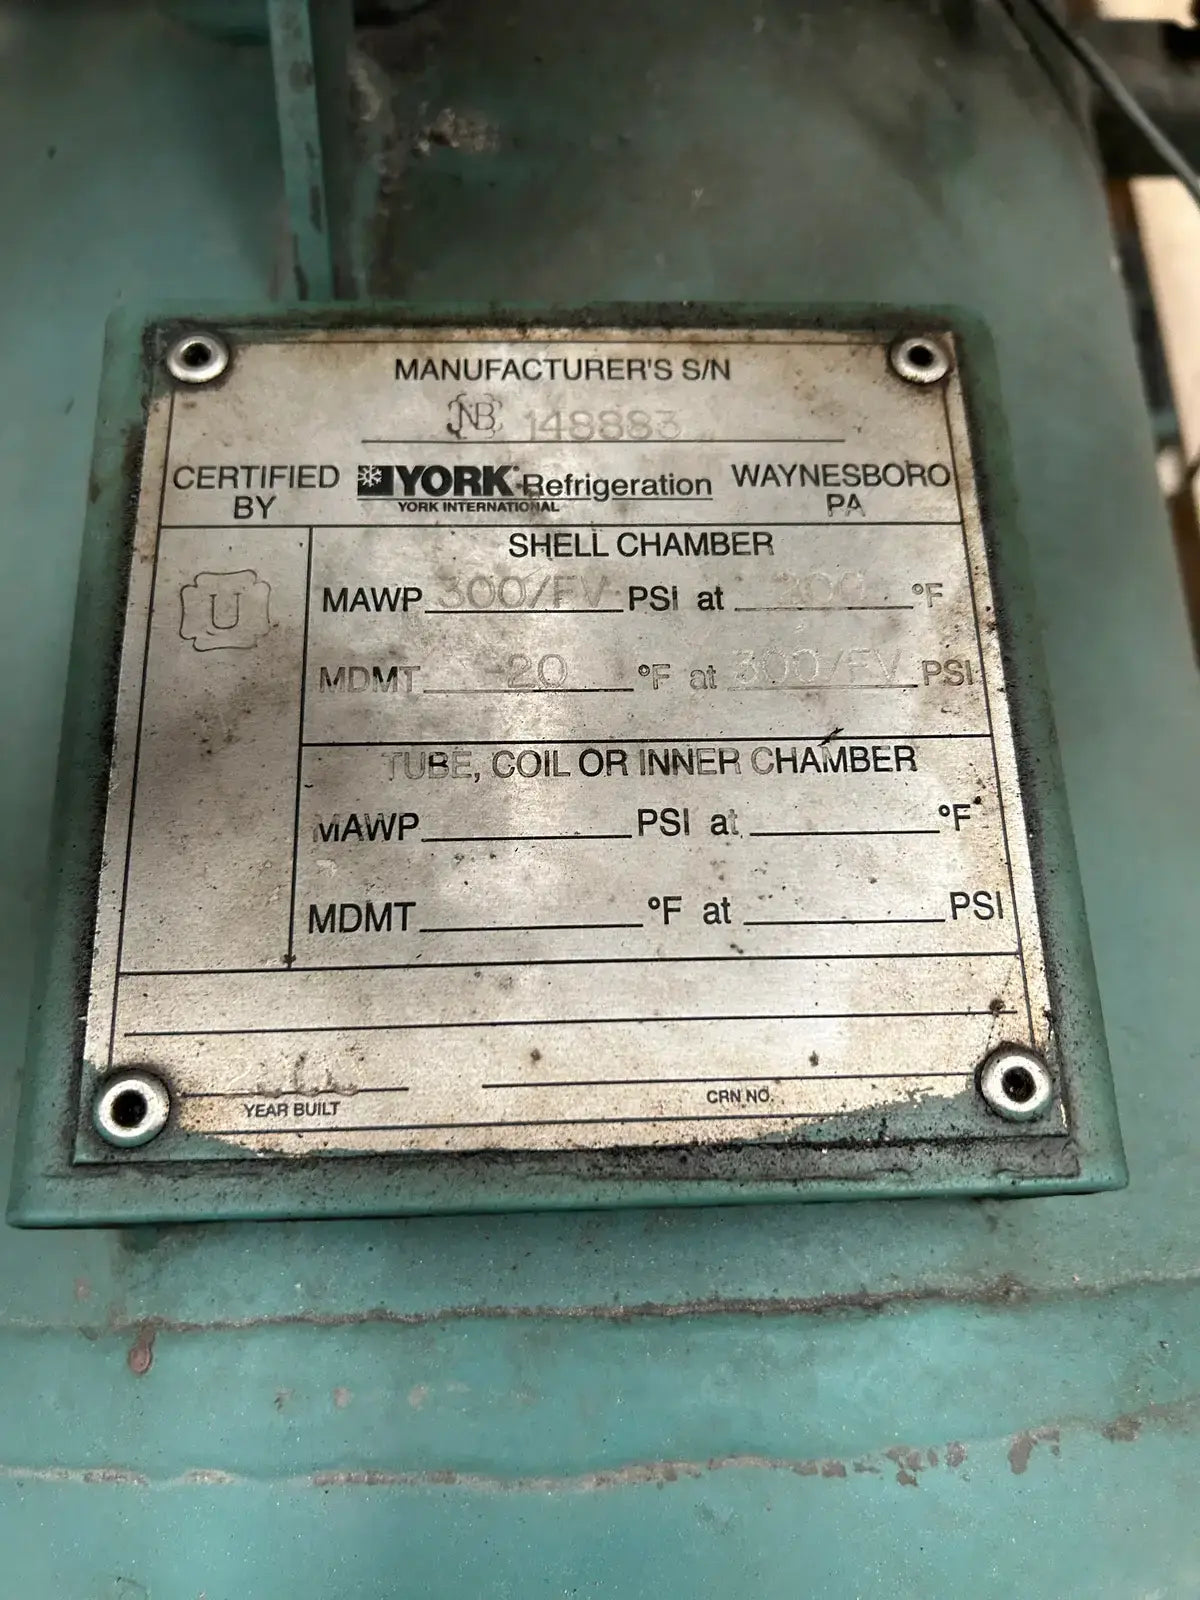 MANUFACTURER'S S/N
NB 148883
CERTIFIED BY YORK Refrigeration WAYNESBORO PA
YORK INTERNATIONAL
SHELL CHAMBER
U
MAWP 300/FV PSI at 300 °F
MDMT -20 °F at 300/FV PSI
TUBE, COIL OR INNER CHAMBER
MAWP PSI at °F
MDMT °F at PSI
YEAR BUILT
CRN NO.